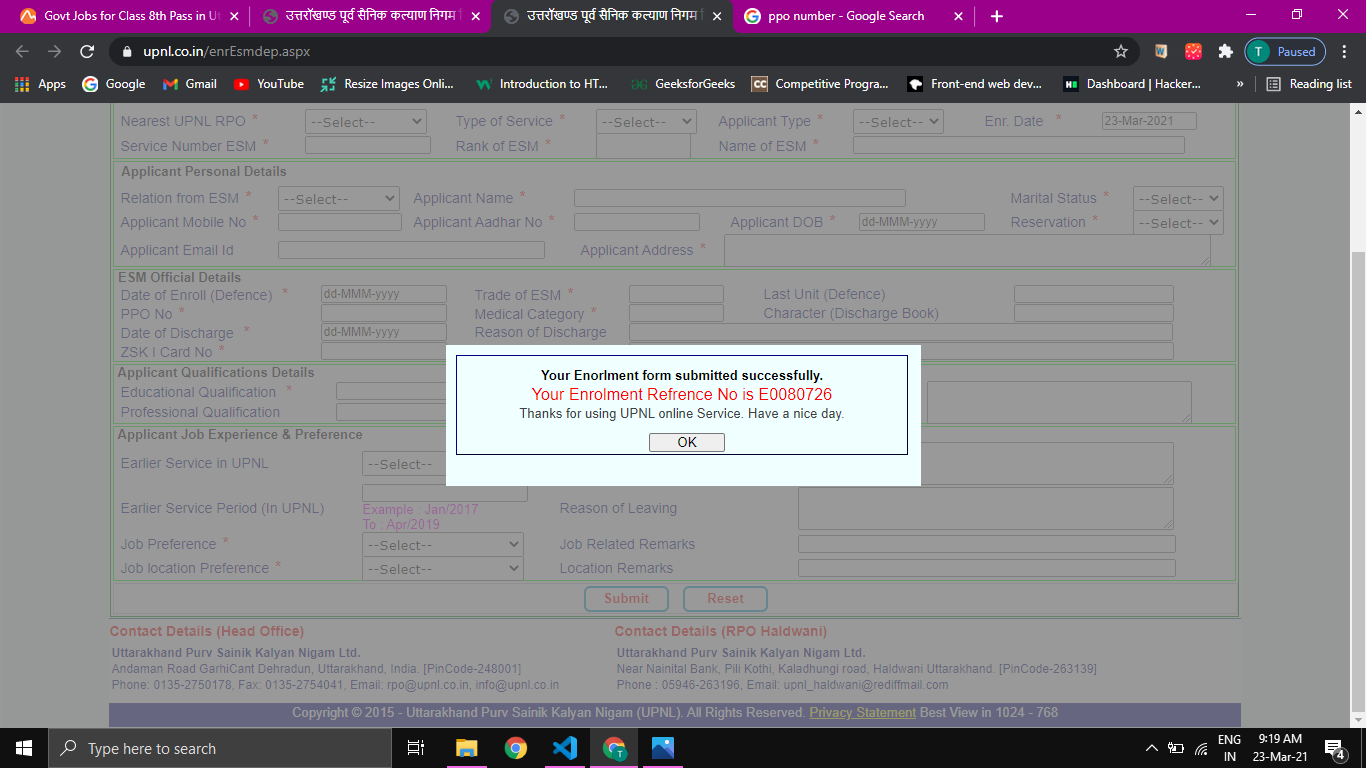 Govt Jobs for Class 8th Pass in Ut
उत्तरॉखण्ड पूर्व सैनिक कल्याण निगम
उत्तरॉखण्ड पूर्व सैनिक कल्याण निगम
ppo number - Google Search
upnl.co.in/enrEsmdep.aspx
T Paused
Apps Google Gmail YouTube Resize Images Onli... Introduction to HT... GeeksforGeeks CC Competitive Progra... Front-end web dev... Dashboard | Hacker... » Reading list
Nearest UPNL RPO * --Select-- Type of Service * --Select-- Applicant Type * --Select-- Enr. Date * 23-Mar-2021
Service Number ESM * Rank of ESM * Name of ESM *
Applicant Personal Details
Relation from ESM * --Select-- Applicant Name * Marital Status * --Select--
Applicant Mobile No * Applicant Aadhar No * Applicant DOB * dd-MMM-yyyy Reservation * --Select--
Applicant Email Id Applicant Address *
ESM Official Details
Date of Enroll (Defence) * dd-MMM-yyyy Trade of ESM * Last Unit (Defence)
PPO No * Medical Category * Character (Discharge Book)
Date of Discharge * dd-MMM-yyyy Reason of Discharge
ZSK I Card No *
Applicant Qualifications Details
Educational Qualification *
Professional Qualification
Your Enorlment form submitted successfully.
Your Enrolment Refrence No is E0080726
Thanks for using UPNL online Service. Have a nice day.
OK
Applicant Job Experience & Preference
Earlier Service in UPNL --Select--
Earlier Service Period (In UPNL) Example : Jan/2017 Reason of Leaving
To : Apr/2019
Job Preference * --Select-- Job Related Remarks
Job location Preference * --Select-- Location Remarks
Submit Reset
Contact Details (Head Office) Contact Details (RPO Haldwani)
Uttarakhand Purv Sainik Kalyan Nigam Ltd. Uttarakhand Purv Sainik Kalyan Nigam Ltd.
Andaman Road GarhiCant Dehradun, Uttarakhand, India. [PinCode-248001] Near Nainital Bank, Pili Kothi, Kaladhungi road, Haldwani Uttarakhand. [PinCode-263139]
Phone: 0135-2750178, Fax: 0135-2754041, Email: rpo@upnl.co.in, info@upnl.co.in Phone : 05946-263196, Email: upnl_haldwani@rediffmail.com
Copyright © 2015 - Uttarakhand Purv Sainik Kalyan Nigam (UPNL). All Rights Reserved. Privacy Statement Best View in 1024 - 768
Type here to search
ENG 9:19 AM
IN 23-Mar-21 4